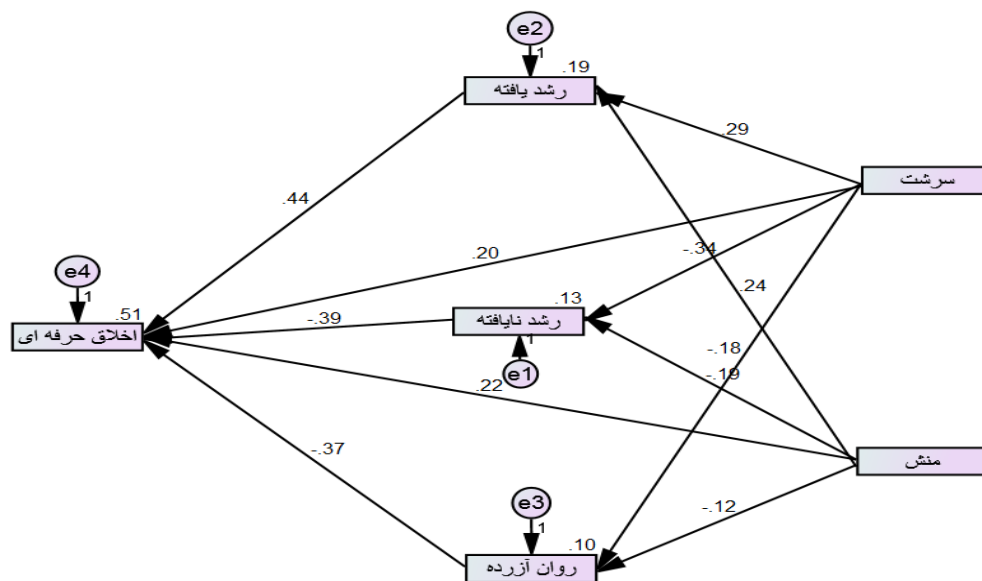 e2
1
.19
رشد یافته
.29
سرشت
.44
.20
-.34
e4
1
.24
.51
.13
اخلاق حرفه ای
-.39
رشد نایافته
1
-.18
e1
-.19
.22
منش
-.37
e3
-.12
1
.10
روان آزرده